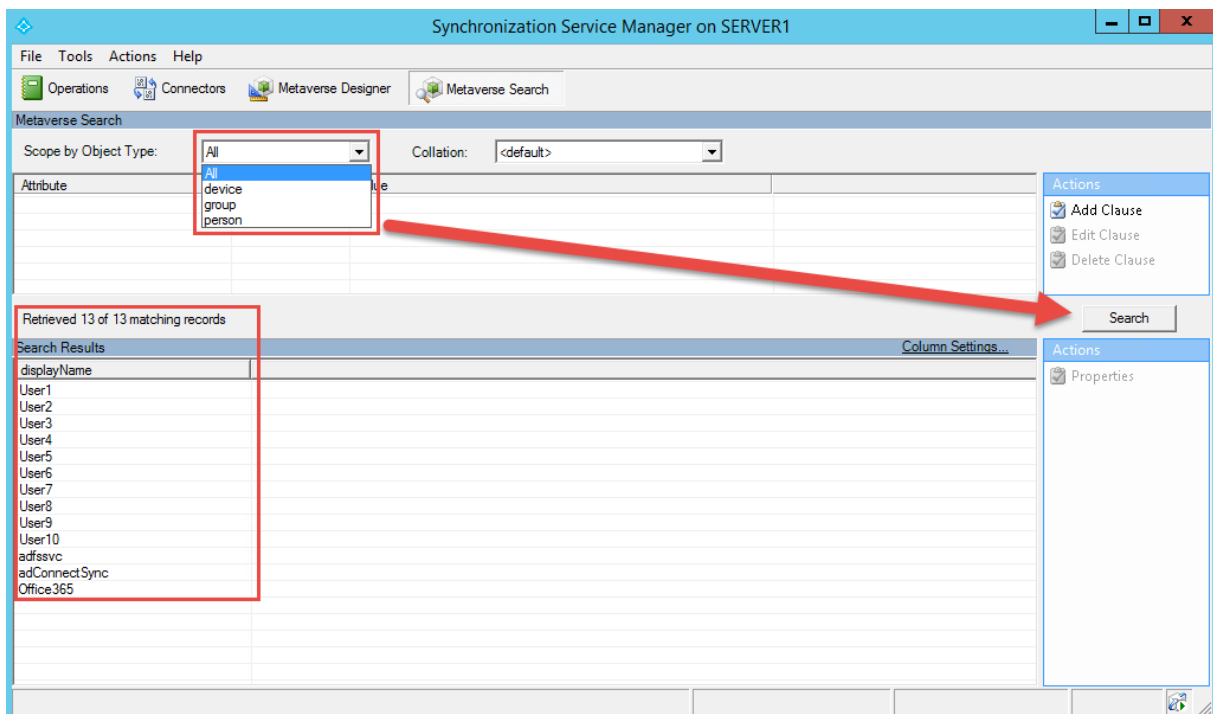 Synchronization Service Manager on SERVER1
File Tools Actions Help
Operations Connectors Metaverse Designer Metaverse Search
Metaverse Search
Scope by Object Type: All Collation: <default>
All
device
group
person
Attribute lue
Actions
Add Clause
Edit Clause
Delete Clause
Retrieved 13 of 13 matching records
Search
Search Results Column Settings...
Actions
displayName
Properties
User1
User2
User3
User4
User5
User6
User7
User8
User9
User10
adfssvc
adConnectSync
Office365